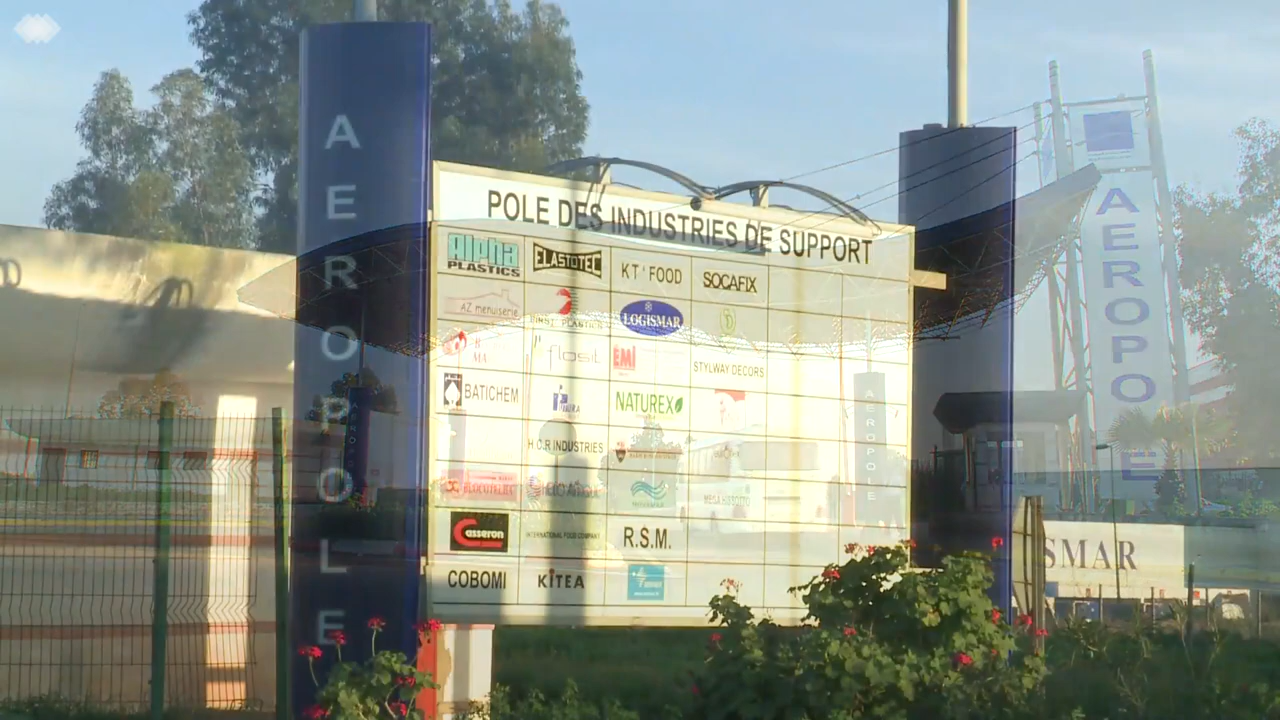 AEROPOLE
POLE DES INDUSTRIES DE SUPPORT
Alpha PLASTICS
ELASTOTEC
KT'FOOD
SOCAFIX
AZ menuiserie
LOGISMAR
flosit
EMI
STYLWAY DECORS
BATICHEM
NATUREX
H.C.R INDUSTRIES
Casseron
INTERNATIONAL FOOD COMPANY
R.S.M.
COBOMI
KITEA
AEROPOLE
AEROPOLE
SMAR